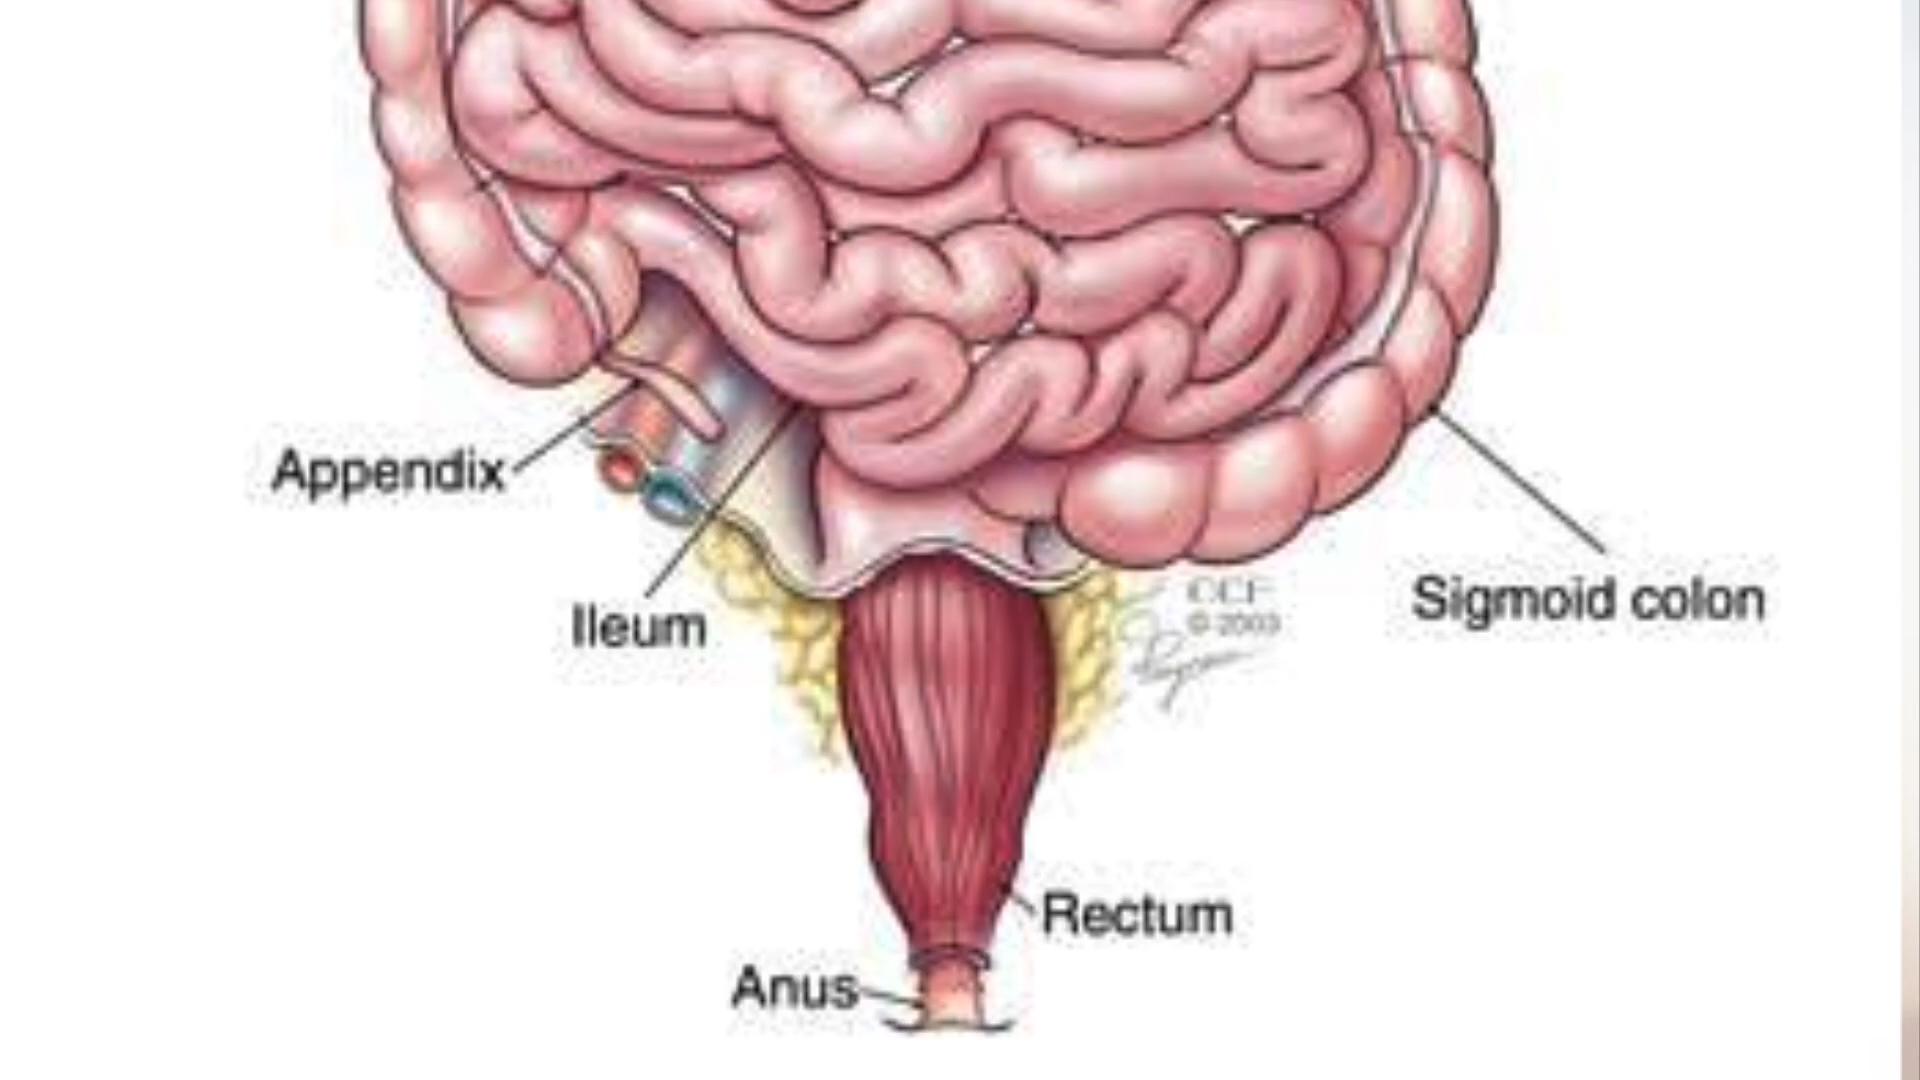 Appendix
Ileum
Sigmoid colon
CCF
© 2003
Rectum
Anus